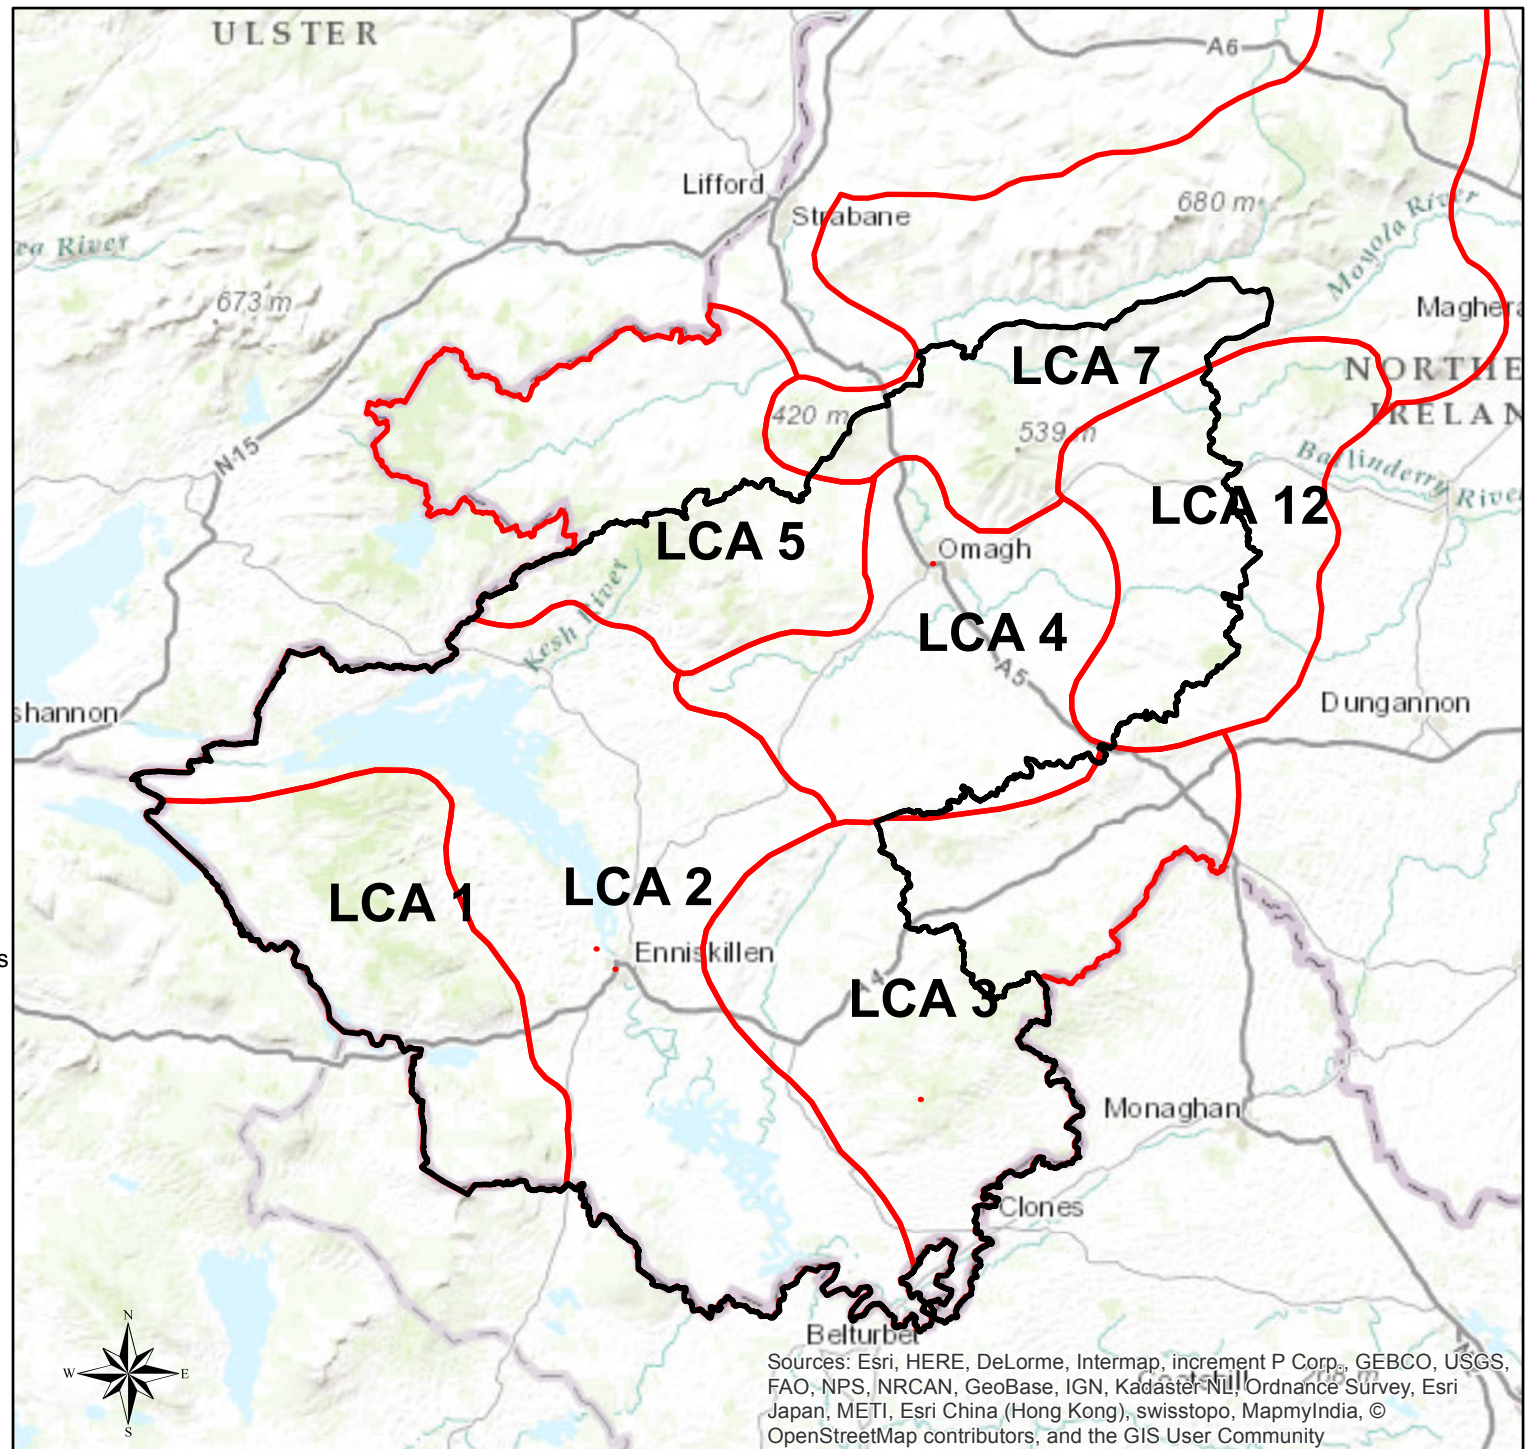 ULSTER
A6
Lifford
Strabane
680 m
Moyola River
River
673 m
Maghera
LCA 7
NORTHE
IRELAN
420 m
539 m
N15
Ballinderry River
LCA 12
LCA 5
Omagh
Kesh River
LCA 4
A5
shannon
Dungannon
LCA 1
LCA 2
Enniskillen
s
LCA 3
Monaghan
Clones
N
W E
S
Belturbet
Sources: Esri, HERE, DeLorme, Intermap, increment P Corp., GEBCO, USGS,
FAO, NPS, NRCAN, GeoBase, IGN, Kadaster NL, Ordnance Survey, Esri
Japan, METI, Esri China (Hong Kong), swisstopo, MapmyIndia, ©
OpenStreetMap contributors, and the GIS User Community